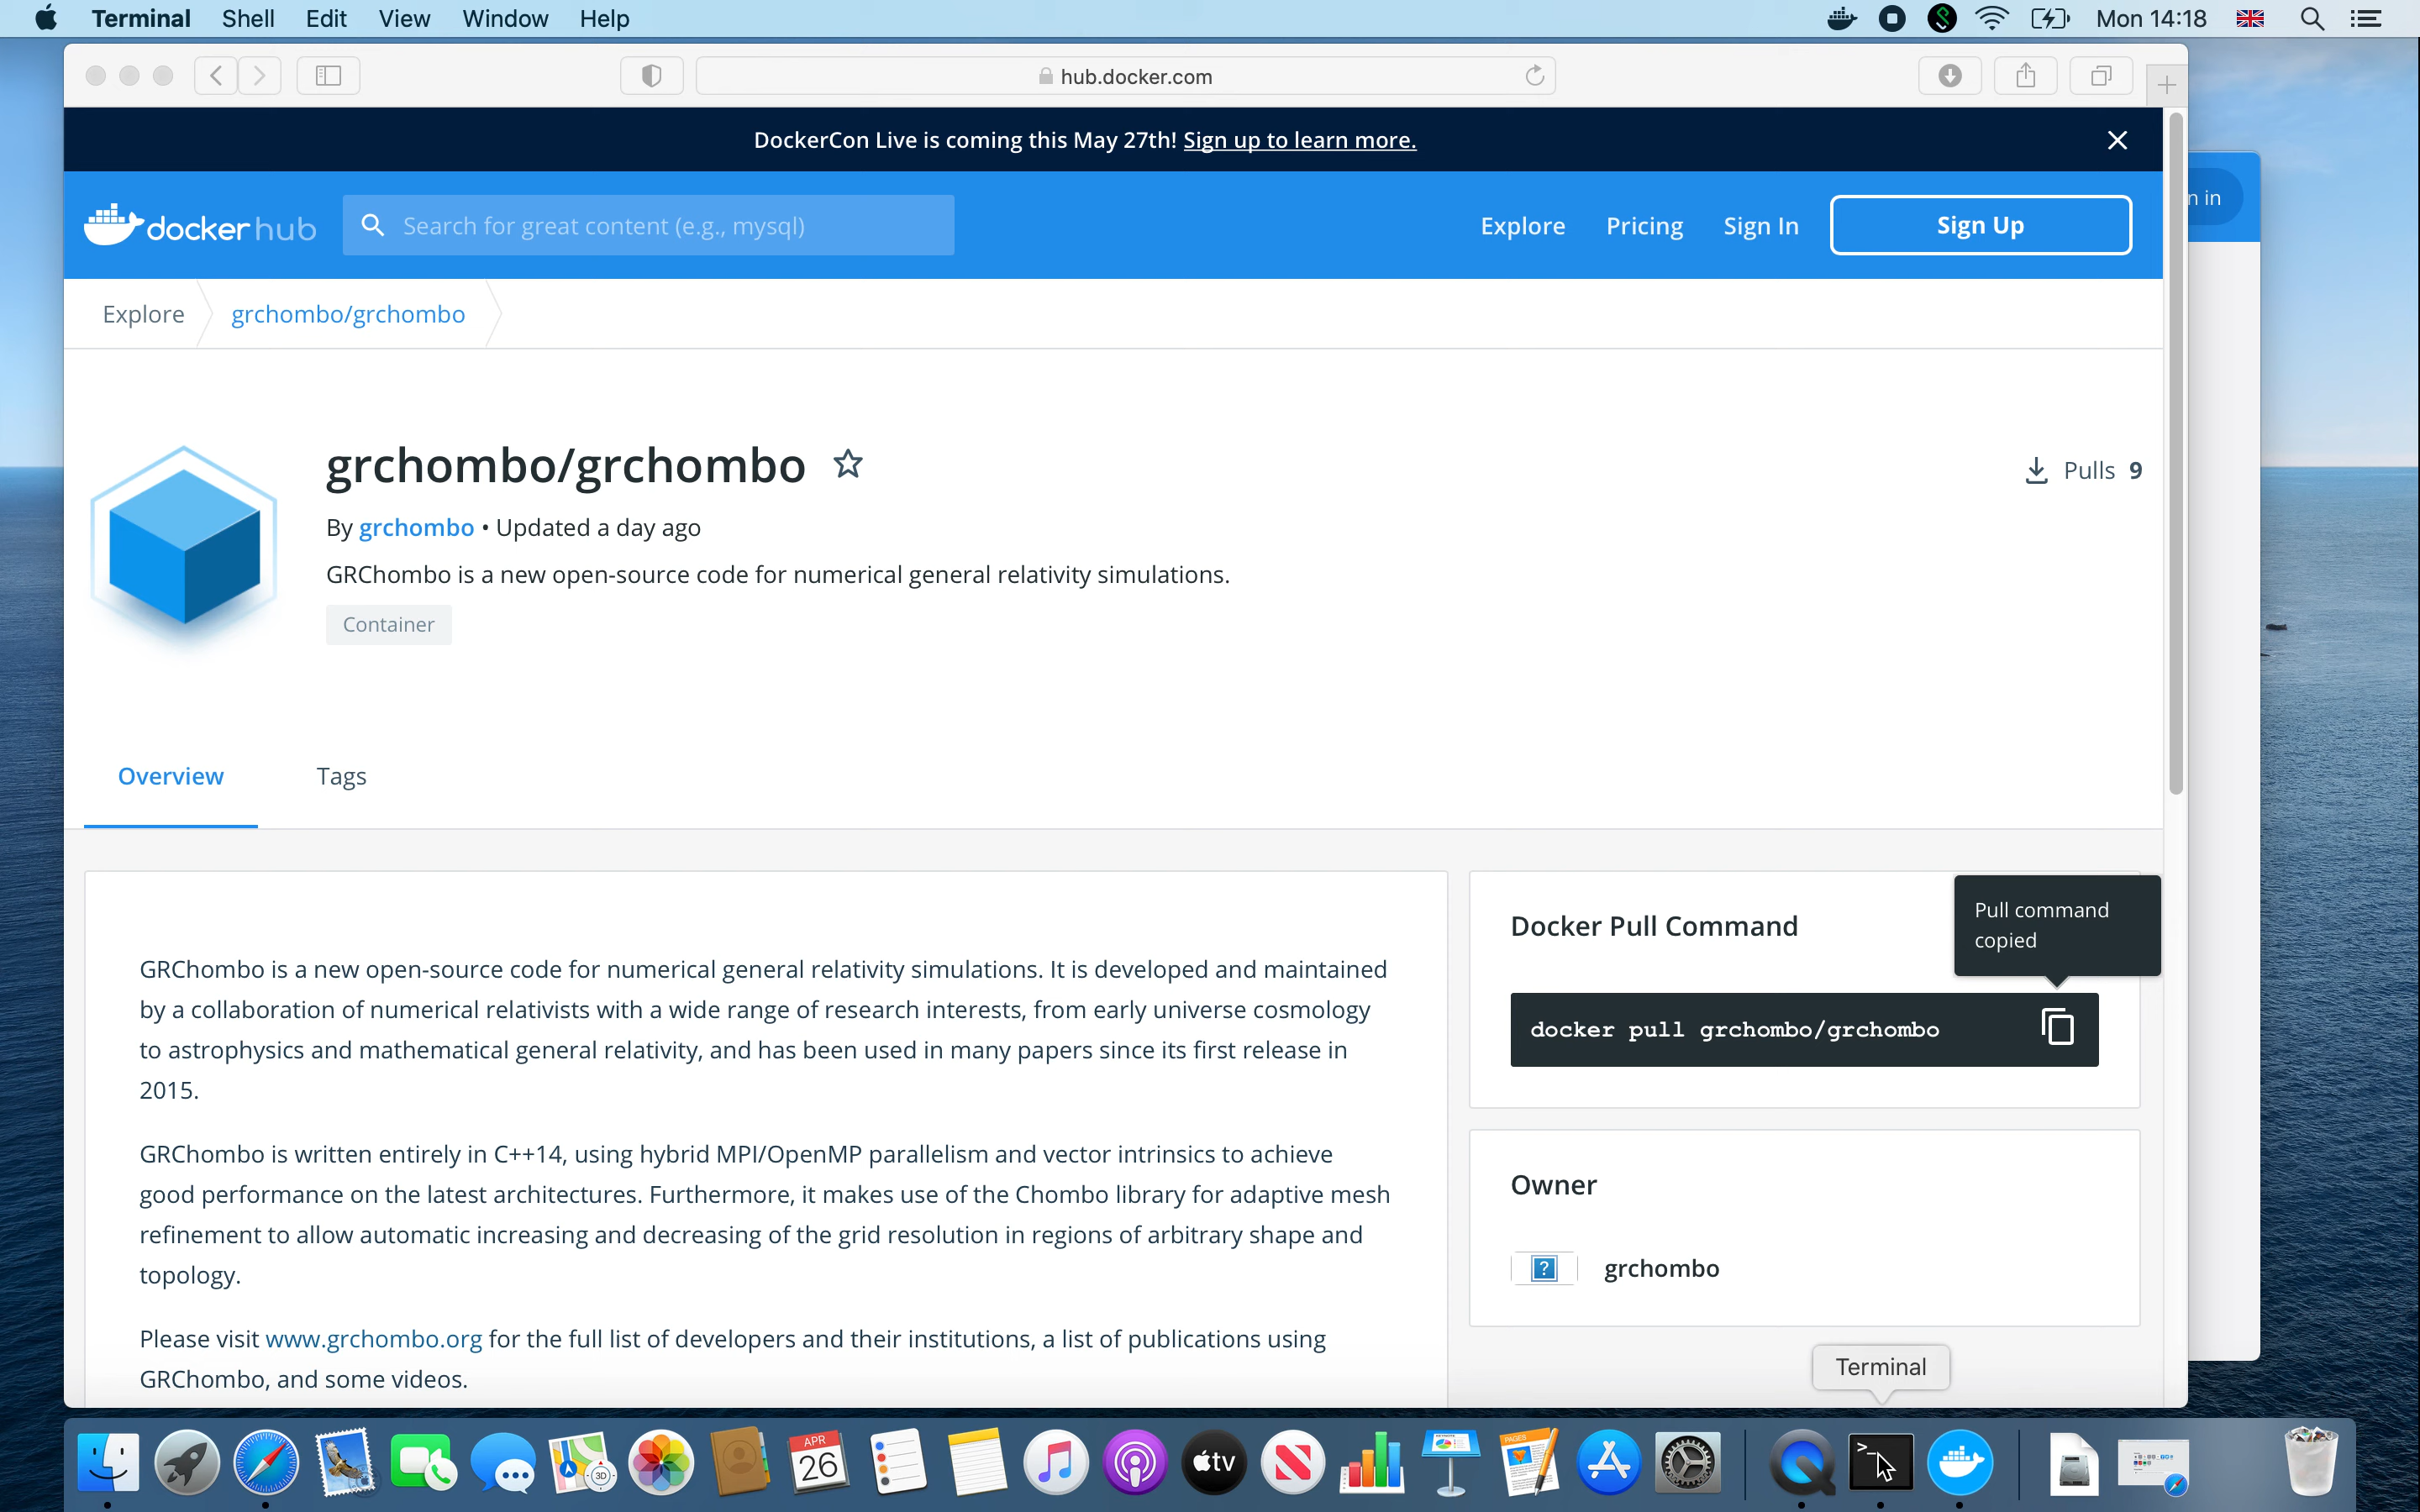 Terminal Shell Edit View Window Help Mon 14:18
hub.docker.com
DockerCon Live is coming this May 27th! Sign up to learn more.
docker hub Search for great content (e.g., mysql) Explore Pricing Sign In Sign Up
n in
Explore grchombo/grchombo
grchombo/grchombo
Pulls 9
By grchombo • Updated a day ago
GRChombo is a new open-source code for numerical general relativity simulations.
Container
Overview Tags
Pull command
copied
Docker Pull Command
docker pull grchombo/grchombo
GRChombo is a new open-source code for numerical general relativity simulations. It is developed and maintained
by a collaboration of numerical relativists with a wide range of research interests, from early universe cosmology
to astrophysics and mathematical general relativity, and has been used in many papers since its first release in
2015.
GRChombo is written entirely in C++14, using hybrid MPI/OpenMP parallelism and vector intrinsics to achieve
good performance on the latest architectures. Furthermore, it makes use of the Chombo library for adaptive mesh
refinement to allow automatic increasing and decreasing of the grid resolution in regions of arbitrary shape and
topology.
Please visit www.grchombo.org for the full list of developers and their institutions, a list of publications using
GRChombo, and some videos.
Owner
?
grchombo
Terminal
3D
APR
26
tv
PAGES
>_